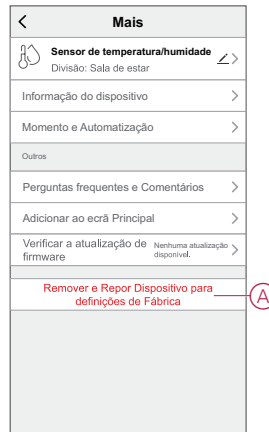 Mais
Sensor de temperatura/humidade
Divisão: Sala de estar
Informação do dispositivo
Momento e Automatização
Outros
Perguntas frequentes e Comentários
Adicionar ao ecrã Principal
Verificar a atualização de
firmware
Nenhuma atualização
disponível.
Remover e Repor Dispositivo para
definições de Fábrica
A